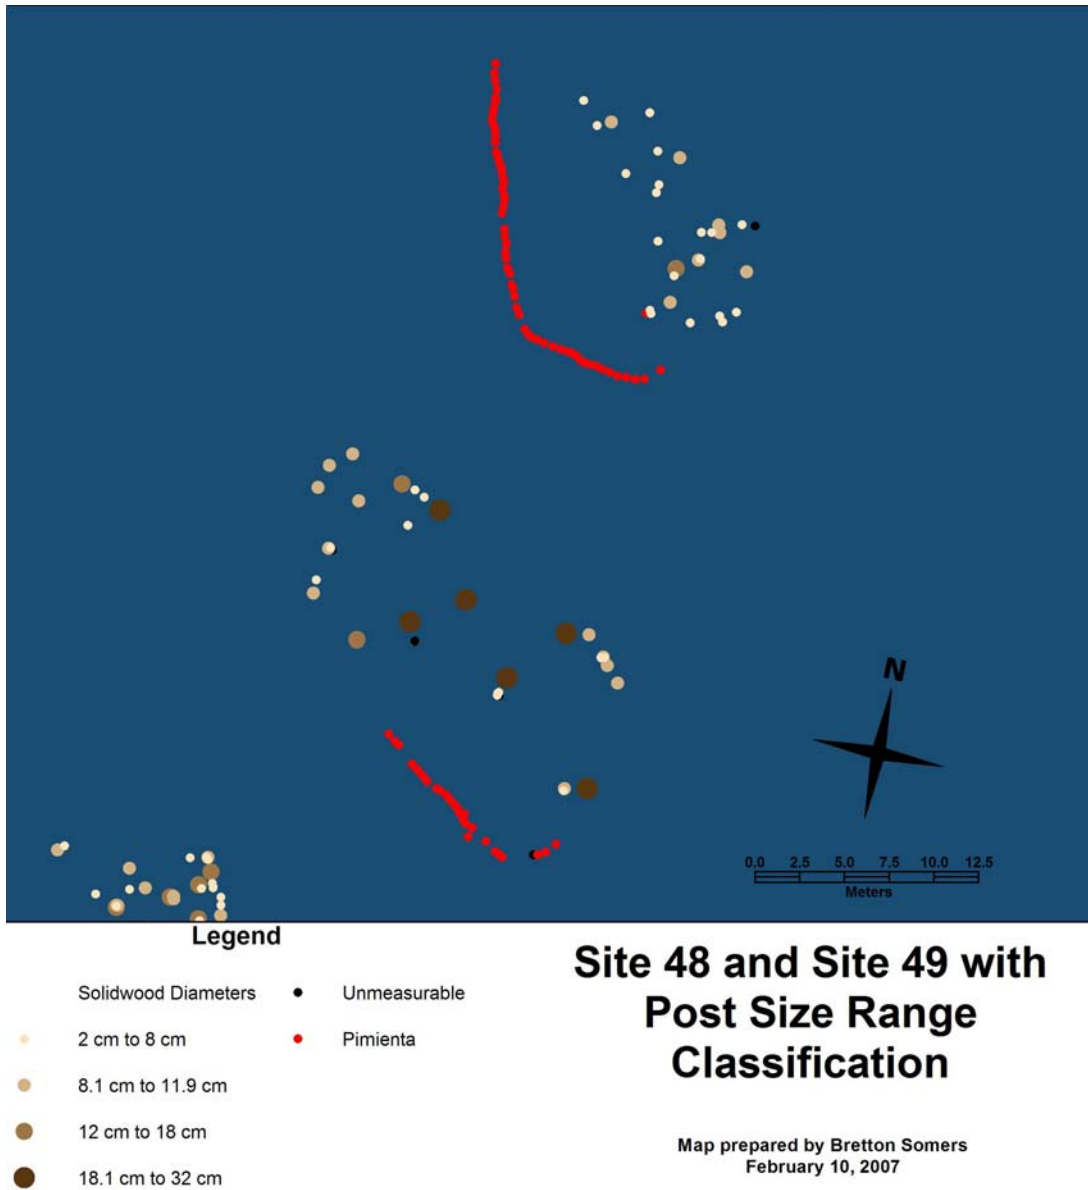 N
0.0 2.5 5.0 7.5 10.0 12.5
Meters
Legend
Solidwood Diameters
2 cm to 8 cm
8.1 cm to 11.9 cm
12 cm to 18 cm
18.1 cm to 32 cm
Unmeasurable
Pimienta
Site 48 and Site 49 with
Post Size Range
Classification
Map prepared by Bretton Somers
February 10, 2007